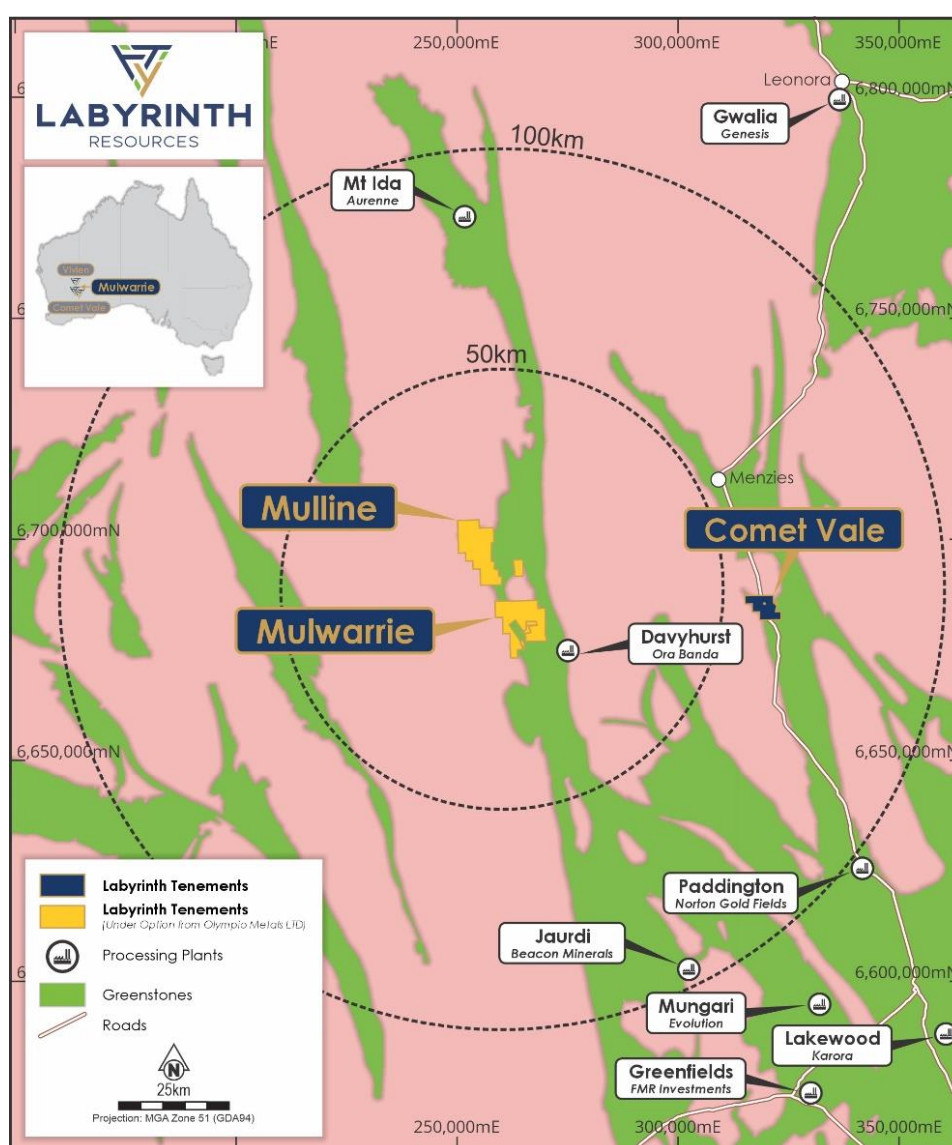 LABYRINTH
RESOURCES
250,000mE
300,000mE
350,000mE
Leonora
6,800,000mN
Gwalia
Genesis
100km
Mt Ida
Aurenne
Vivien
Mulwarrie
Comet Vale
6,750,000mN
50km
Menzies
Mulline
6,700,000mN
Comet Vale
Mulwarrie
Davyhurst
Ora Banda
6,650,000mN
6,650,000mN
Labyrinth Tenements
Labyrinth Tenements
(Under Option from Olympio Metals LTD)
Processing Plants
Greenstones
Roads
N
25km
Projection: MGA Zone 51 (GDA94)
Paddington
Norton Gold Fields
Jaurdi
Beacon Minerals
6,600,000mN
Mungari
Evolution
Lakewood
Karora
Greenfields
FMR Investments
250,000mE
300,000mE
350,000mE